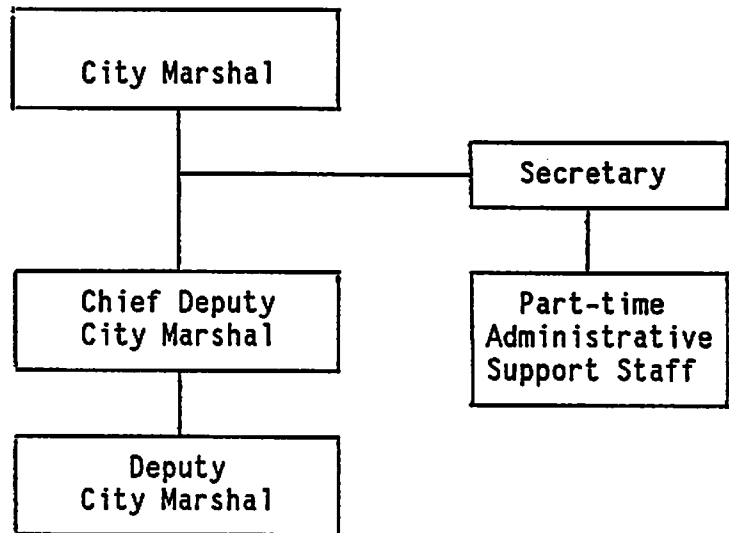 City Marshal
Secretary
Chief Deputy
City Marshal
Part-time
Administrative
Support Staff
Deputy
City Marshal